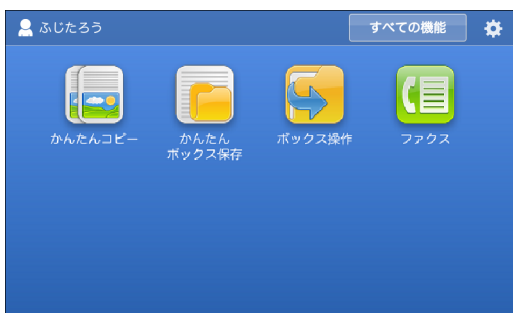 ふじたろう
すべての機能
かんたんコピー
かんたん
ボックス保存
ボックス操作
ファクス